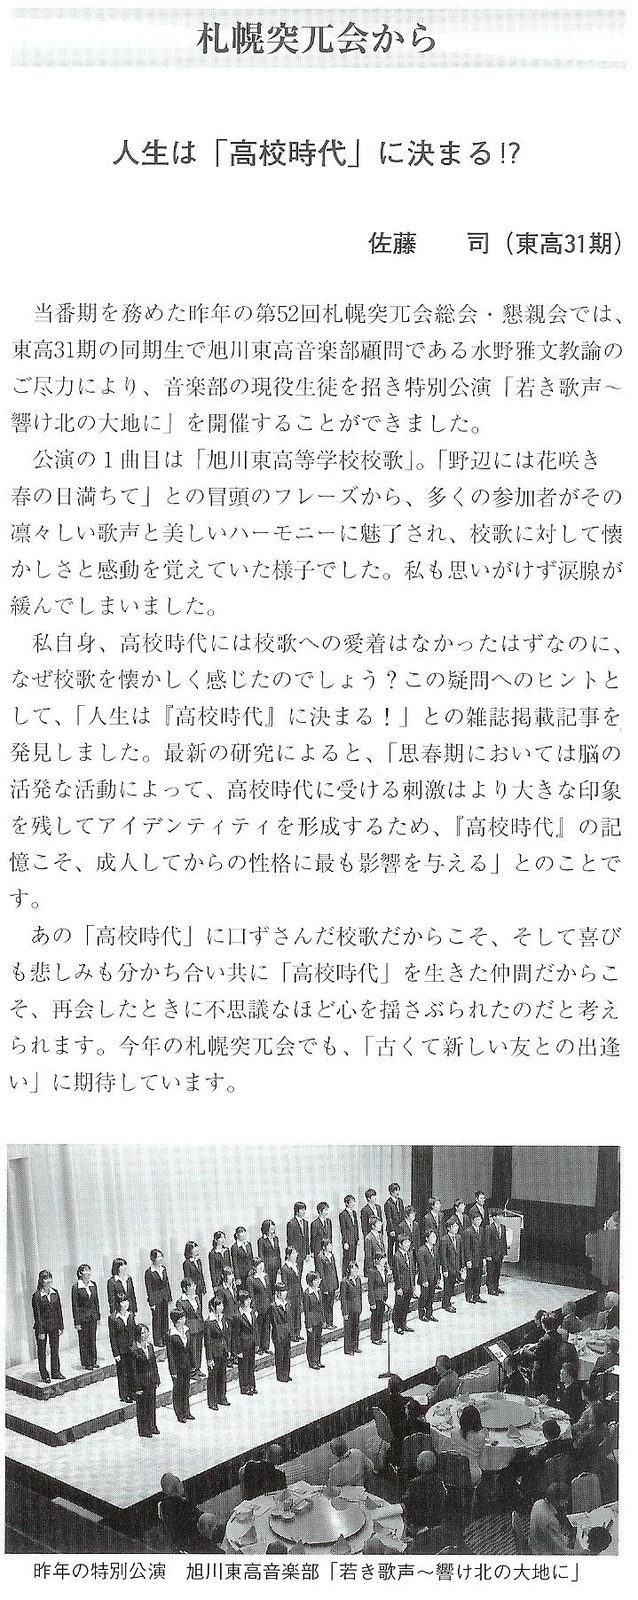 札幌突兀会から
人生は「高校時代」に決まる!?
佐藤　　司（東高31期）
　当番期を務めた昨年の第52回札幌突兀会総会・懇親会では、
東高31期の同期生で旭川東高音楽部顧問である水野雅文教諭の
ご尽力により、音楽部の現役生徒を招き特別公演「若き歌声～
響け北の大地に」を開催することができました。
　公演の１曲目は「旭川東高等学校校歌」。「野辺には花咲き
春の日満ちて」との冒頭のフレーズから、多くの参加者がその
凛々しい歌声と美しいハーモニーに魅了され、校歌に対して懐
かしさと感動を覚えていた様子でした。私も思いがけず涙腺が
緩んでしまいました。
　私自身、高校時代には校歌への愛着はなかったはずなのに、
なぜ校歌を懐かしく感じたのでしょう？この疑問へのヒントと
して、「人生は『高校時代』に決まる！」との雑誌掲載記事を
発見しました。最新の研究によると、「思春期においては脳の
活発な活動によって、高校時代に受ける刺激はより大きな印象
を残してアイデンティティを形成するため、『高校時代』の記
憶こそ、成人してからの性格に最も影響を与える」とのことで
す。
　あの「高校時代」に口ずさんだ校歌だからこそ、そして喜び
も悲しみも分かち合い共に「高校時代」を生きた仲間だからこ
そ、再会したときに不思議なほど心を揺さぶられたのだと考え
られます。今年の札幌突兀会でも、「古くて新しい友との出逢
い」に期待しています。
昨年の特別公演　旭川東高音楽部「若き歌声～響け北の大地に」